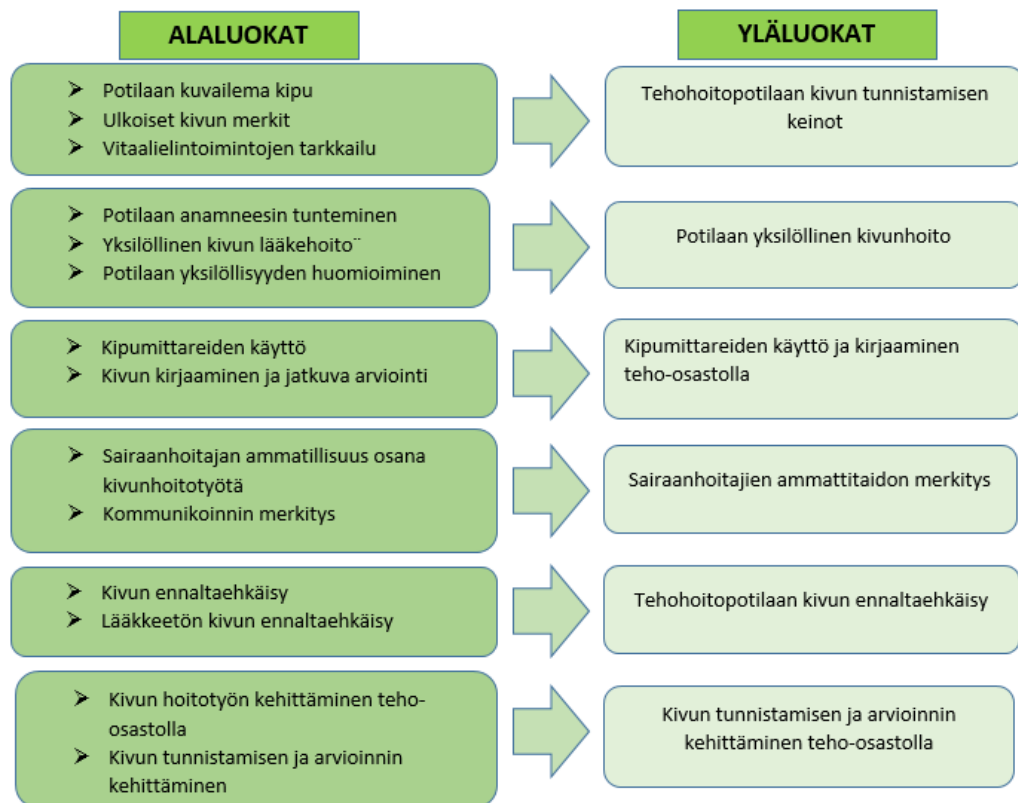 ALALUOKAT
YLÄLUOKAT
➤ Potilaan kuvailema kipu
➤ Ulkoiset kivun merkit
➤ Vitaalielintoimintojen tarkkailu
Tehohoitopotilaan kivun tunnistamisen
keinot
➤ Potilaan anamneesin tunteminen
➤ Yksilöllinen kivun lääkehoito¨
➤ Potilaan yksilöllisyyden huomioiminen
Potilaan yksilöllinen kivunhoito
➤ Kipumittareiden käyttö
➤ Kivun kirjaaminen ja jatkuva arviointi
Kipumittareiden käyttö ja kirjaaminen
teho-osastolla
➤ Sairaanhoitajan ammatillisuus osana
kivunhoitotyötä
➤ Kommunikoinnin merkitys
Sairaanhoitajien ammattitaidon merkitys
➤ Kivun ennaltaehkäisy
➤ Lääkkeetön kivun ennaltaehkäisy
Tehohoitopotilaan kivun ennaltaehkäisy
➤ Kivun hoitotyön kehittäminen teho-
osastolla
➤ Kivun tunnistamisen ja arvioinnin
kehittäminen
Kivun tunnistamisen ja arvioinnin
kehittäminen teho-osastolla